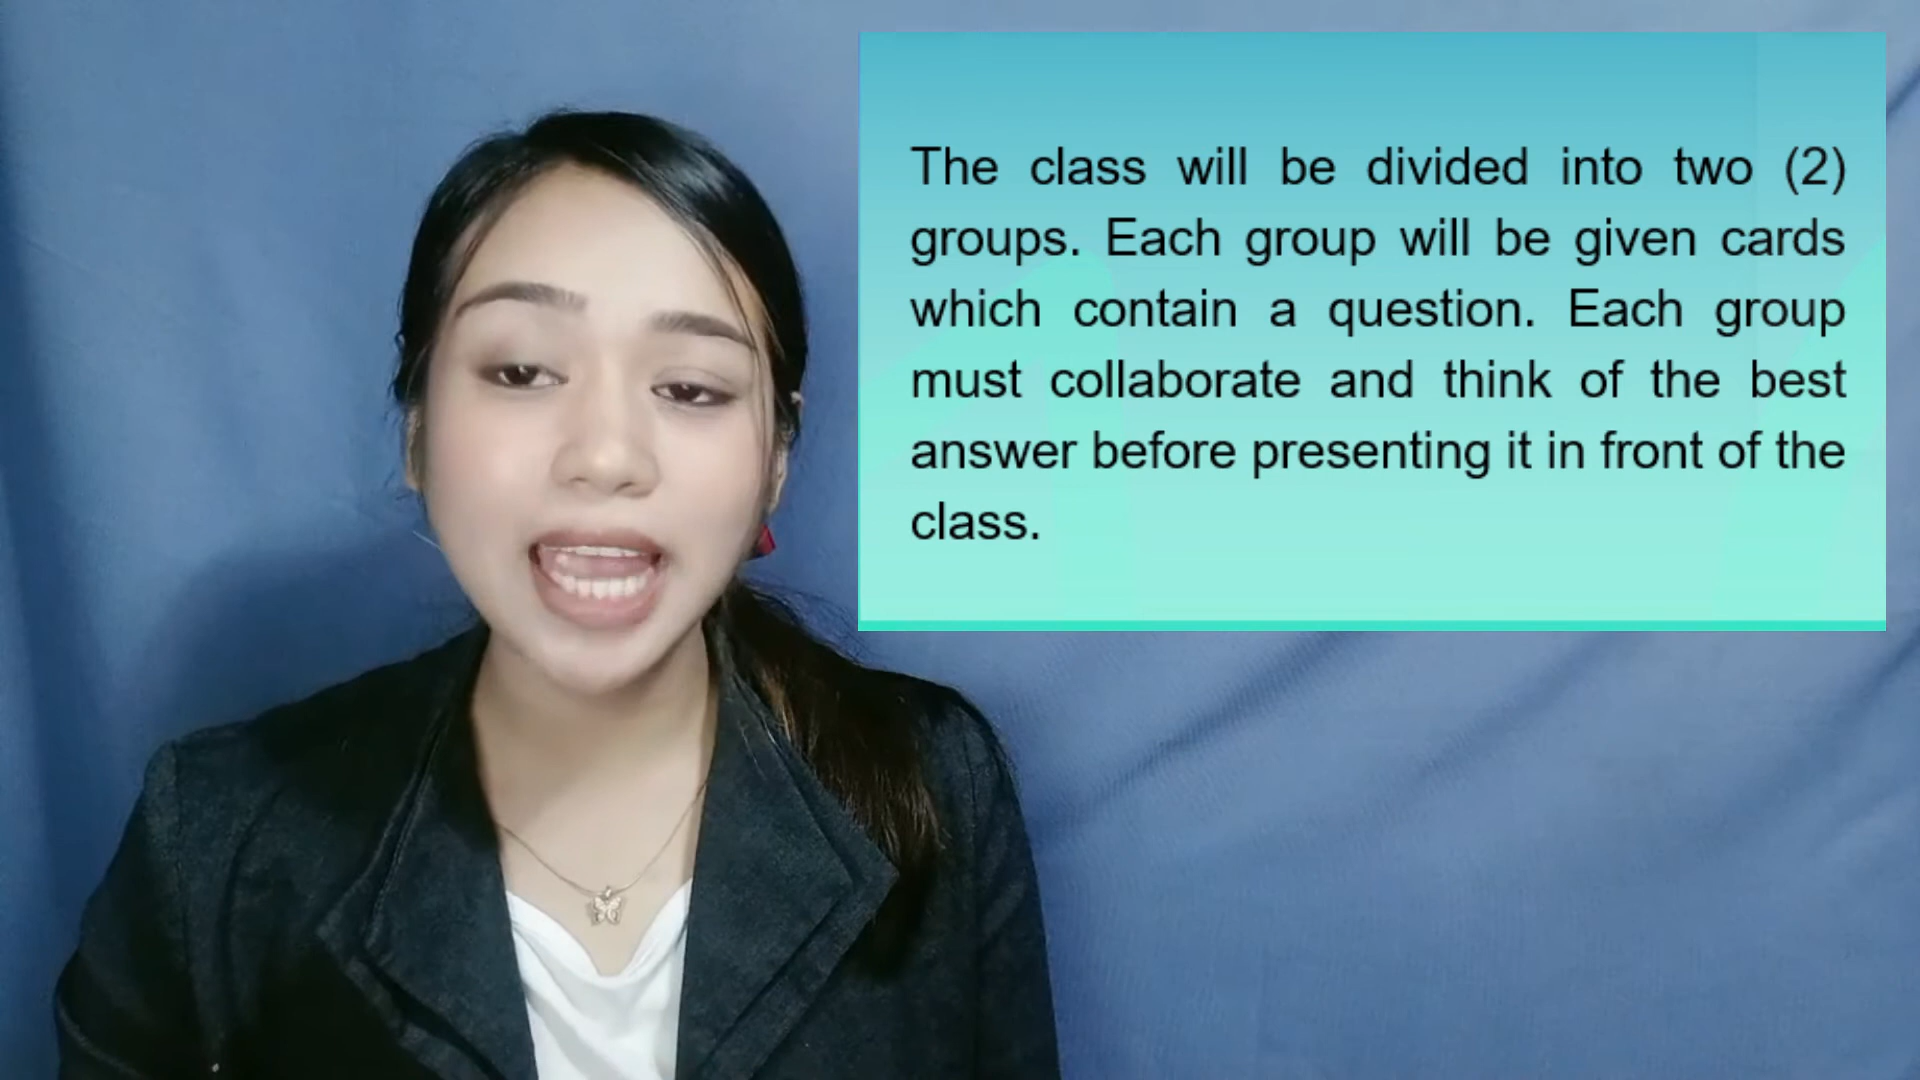 The class will be divided into two (2)
groups. Each group will be given cards
which contain a question. Each group
must collaborate and think of the best
answer before presenting it in front of the
class.